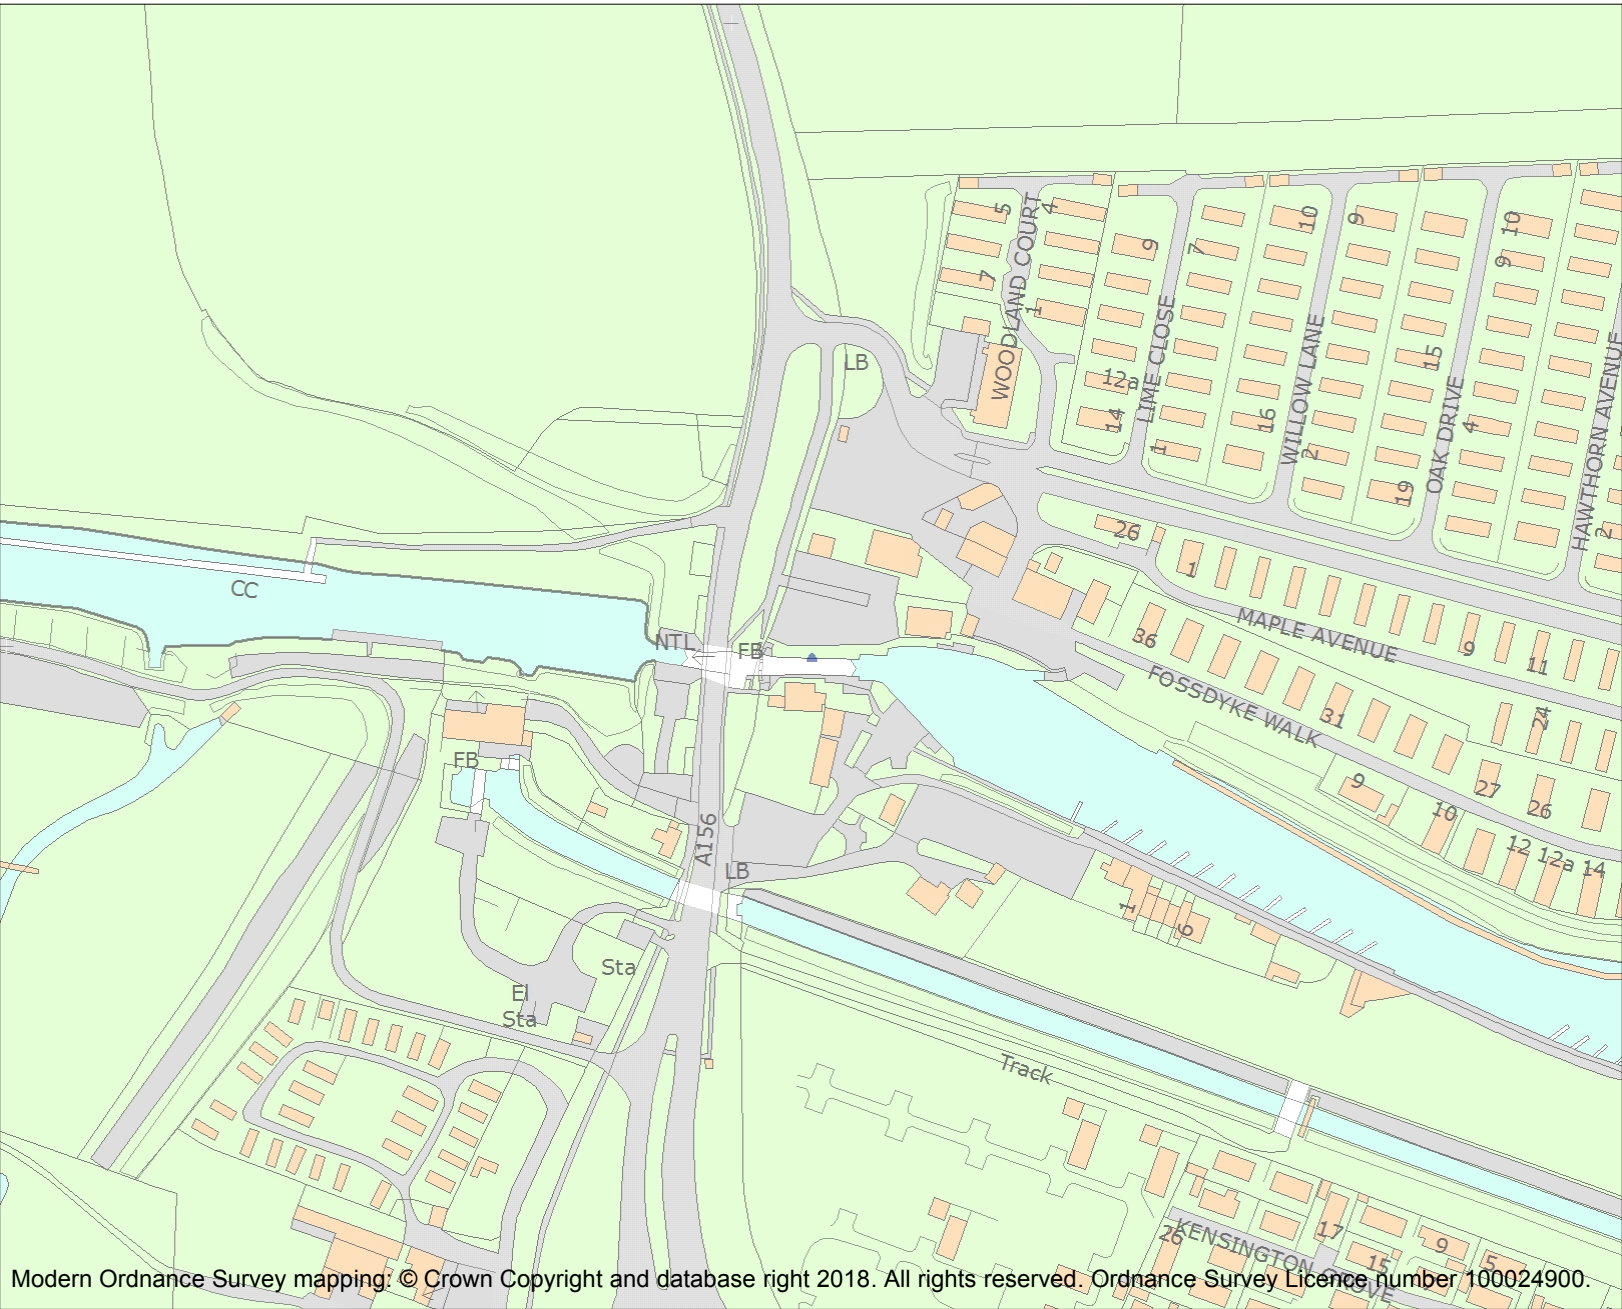 5
4
WOODLAND COURT
7
1
9
7
10
9
10
9
LIME CLOSE
12a
14
1
WILLOW LANE
16
2
15
OAK DRIVE
4
19
HAWTHORN AVENUE
2
LB
26
1
CC
NTL
FB
36
MAPLE AVENUE
9
11
FOSSDYKE WALK
31
24
9
10
27
26
12
12a
14
FB
A156
LB
1
6
Sta
El
Sta
Track
26
KENSINGTON GROVE
17
15
9
5
Modern Ordnance Survey mapping: © Crown Copyright and database right 2018. All rights reserved. Ordnance Survey Licence number 100024900.